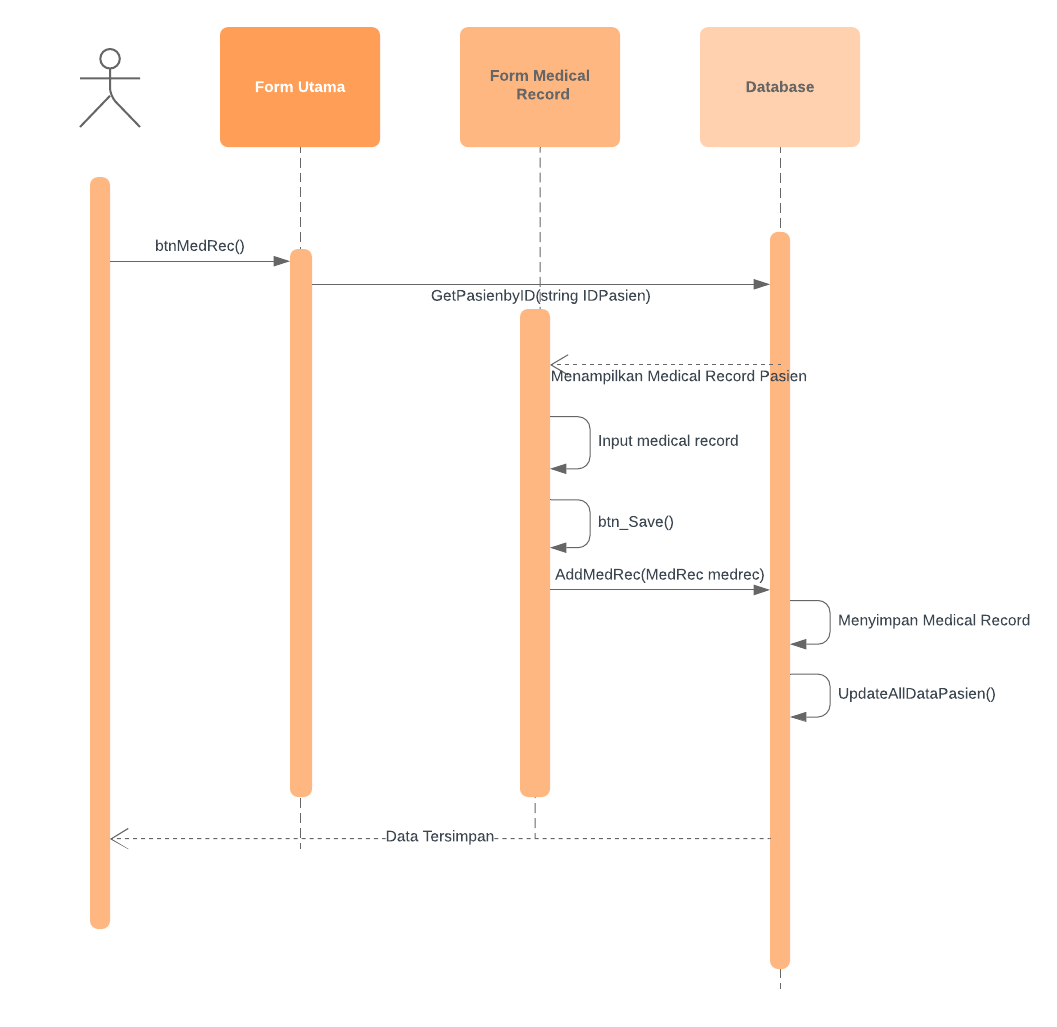 Form Utama
Form Medical
Record
Database
btnMedRec()
GetPasienbyID(string IDPasien)
Menampilkan Medical Record Pasien
Input medical record
btn_Save()
AddMedRec(MedRec medrec)
Menyimpan Medical Record
UpdateAllDataPasien()
Data Tersimpan